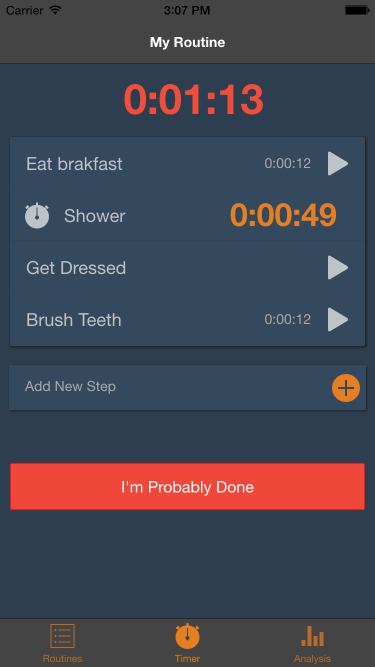 Carrier 3:07 PM
My Routine
0:01:13
Eat brakfast 0:00:12
Shower 0:00:49
Get Dressed
Brush Teeth 0:00:12
Add New Step
I'm Probably Done
Routines Timer Analysis